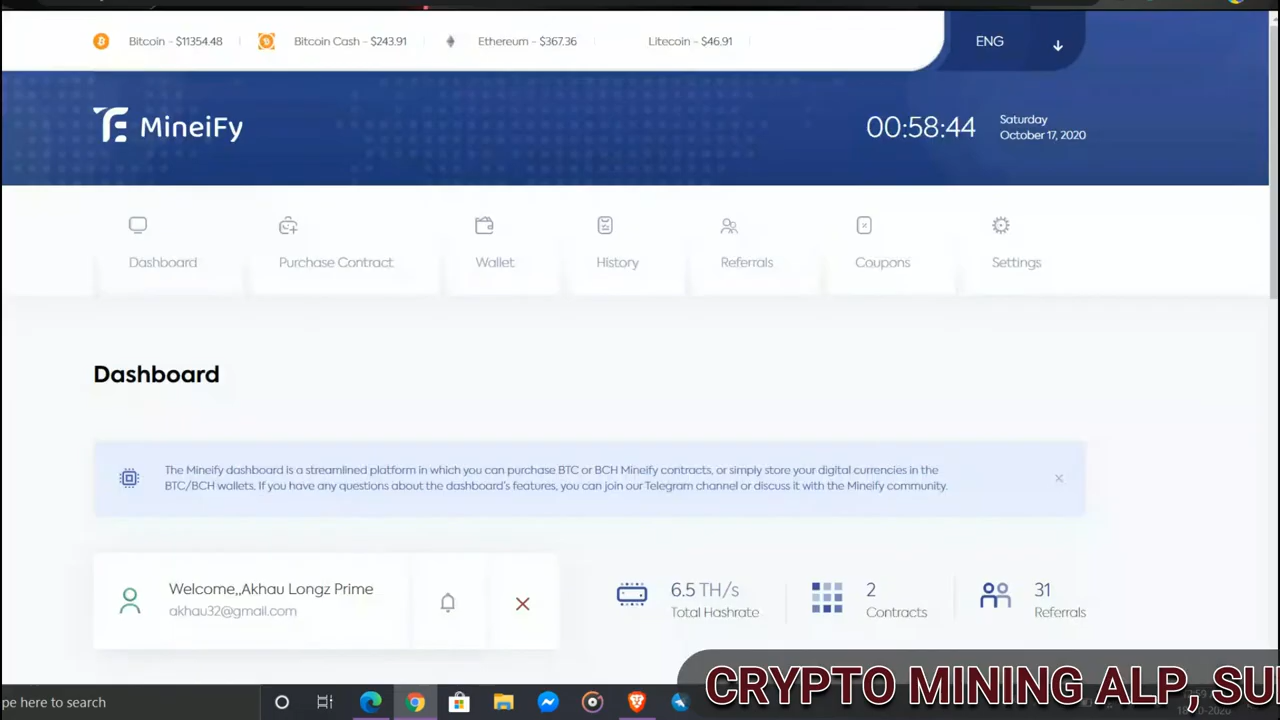 Bitcoin - $11354.48
Bitcoin Cash - $243.91
Ethereum - $367.36
Litecoin - $46.91
ENG
MineiFy
00:58:44
Saturday
October 17, 2020
Dashboard
Purchase Contract
Wallet
History
Referrals
Coupons
Settings
Dashboard
The Mineify dashboard is a streamlined platform in which you can purchase BTC or BCH Mineify contracts, or simply store your digital currencies in the
BTC/BCH wallets. If you have any questions about the dashboard's features, you can join our Telegram channel or discuss it with the Mineify community.
Welcome,,Akhau Longz Prime
akhau32@gmail.com
6.5 TH/s
Total Hashrate
2
Contracts
31
Referrals
CRYPTO MINING ALP, SU
pe here to search